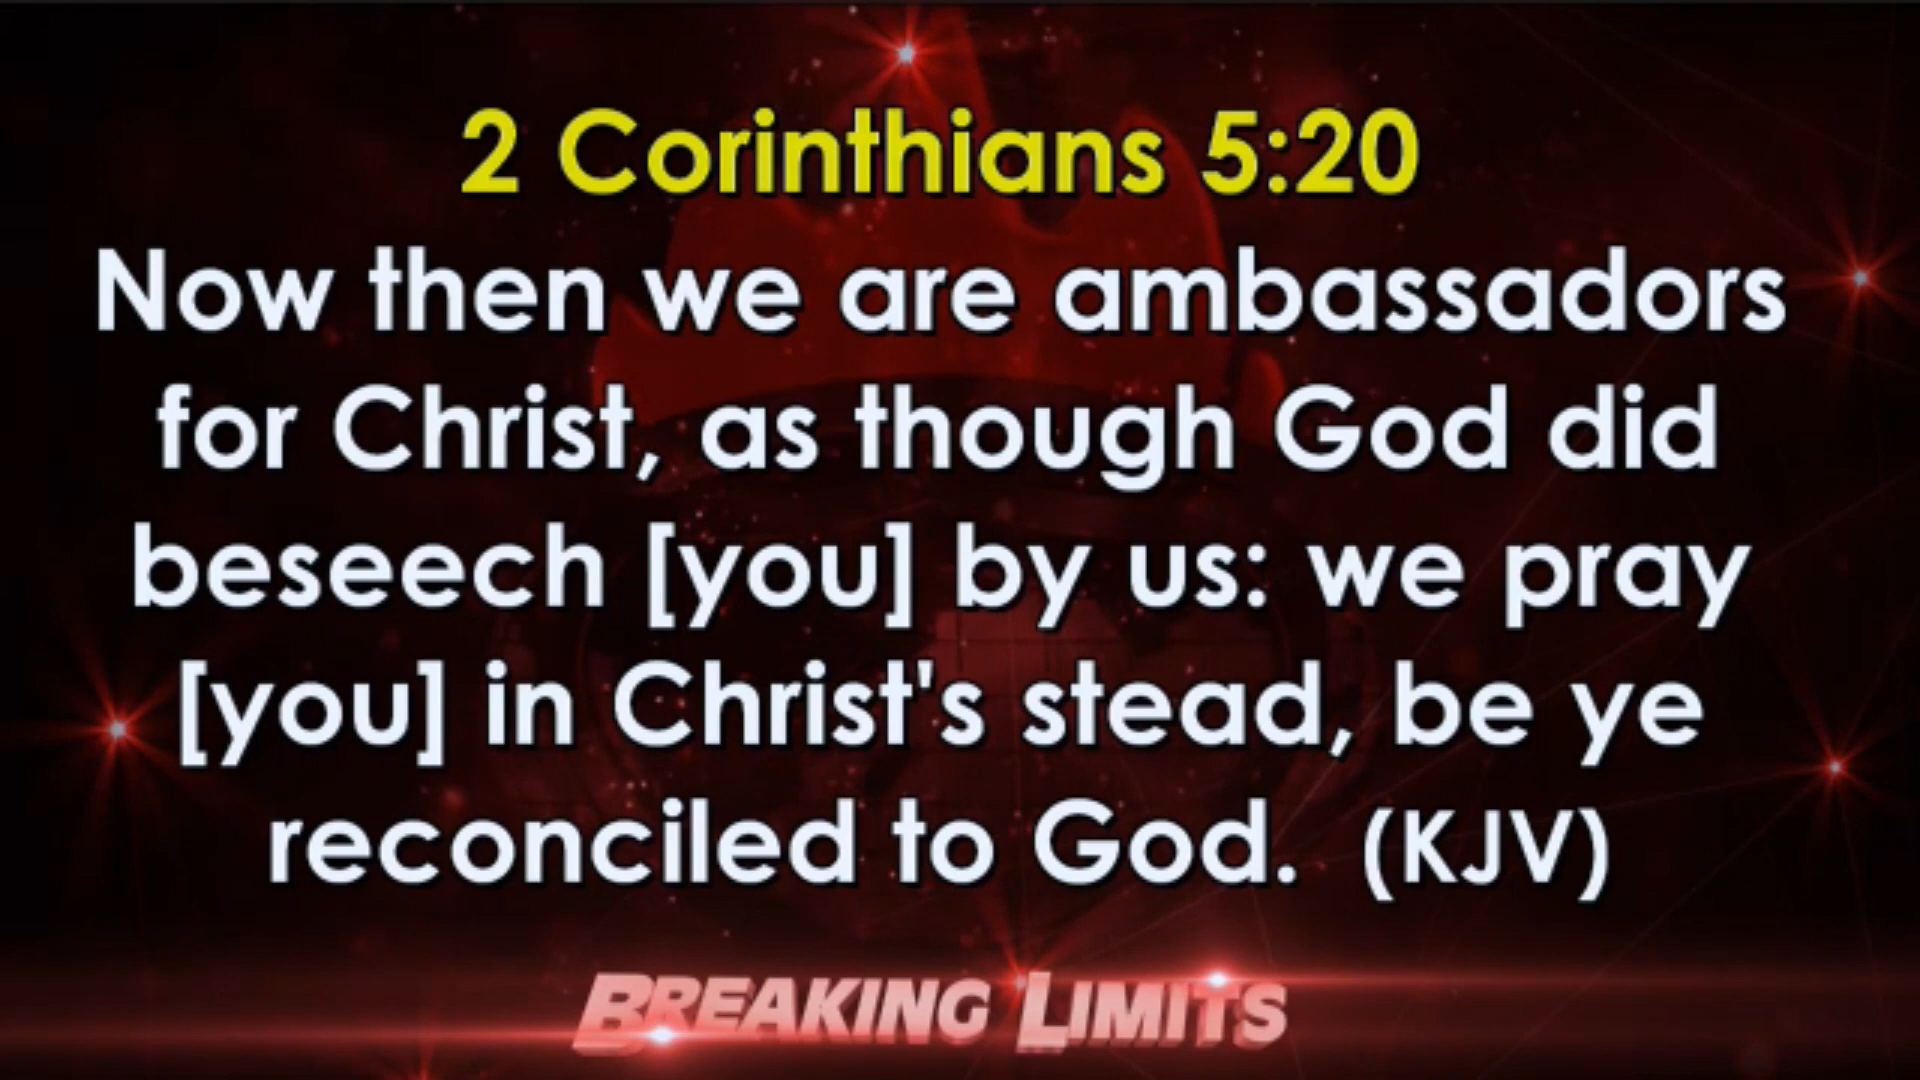 2 Corinthians 5:20
Now then we are ambassadors
for Christ, as though God did
beseech [you] by us: we pray
[you] in Christ's stead, be ye
reconciled to God.  (KJV)
BREAKING LIMITS